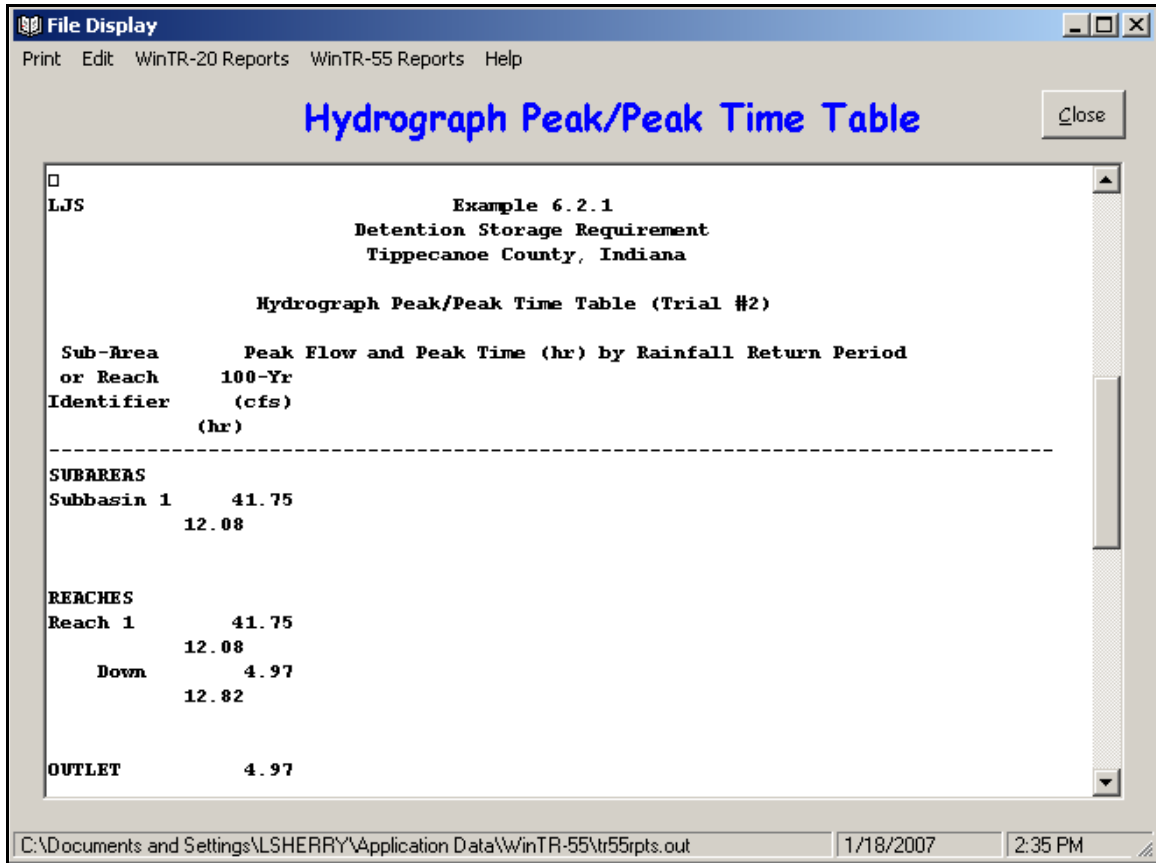 File Display
Print Edit WinTR-20 Reports WinTR-55 Reports Help
Hydrograph Peak/Peak Time Table
Close
LJS Example 6.2.1
Detention Storage Requirement
Tippecanoe County, Indiana
Hydrograph Peak/Peak Time Table (Trial #2)
Sub-Area Peak Flow and Peak Time (hr) by Rainfall Return Period
or Reach 100-Yr
Identifier (cfs)
(hr)
--------------------------------------------------------------------------------
SUBAREAS
Subbasin 1 41.75
12.08
REACHES
Reach 1 41.75
12.08
Down 4.97
12.82
OUTLET 4.97
C:\Documents and Settings\LSHERRY\Application Data\WinTR-55\tr55rpts.out 1/18/2007 2:35 PM